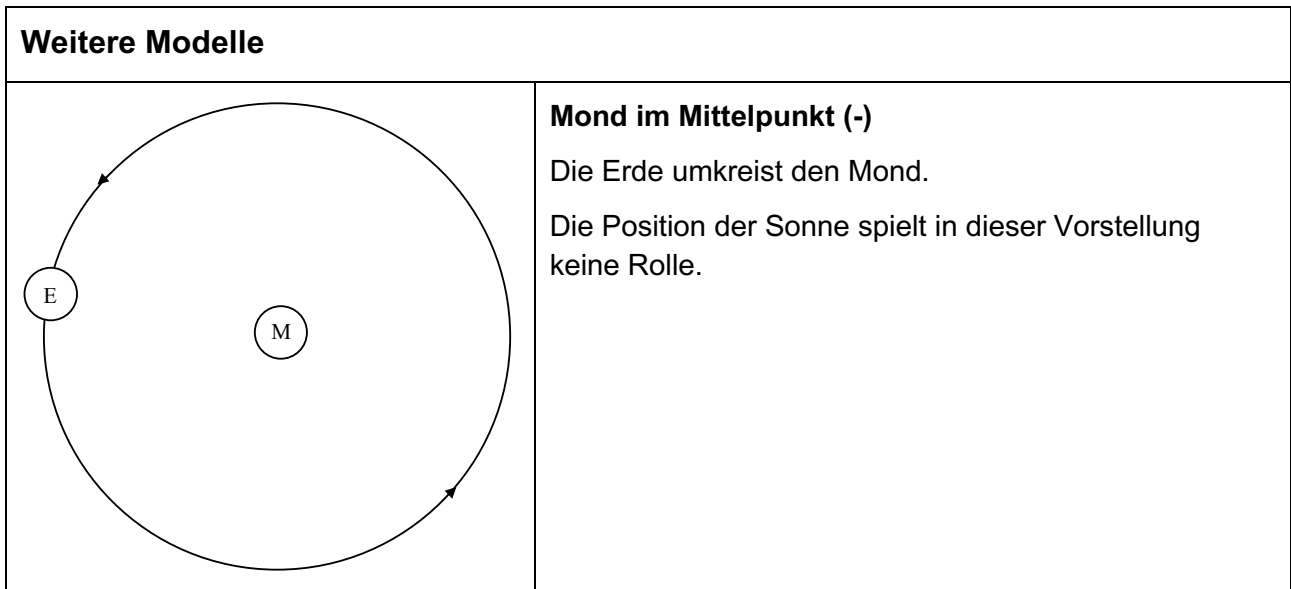 Weitere Modelle
Mond im Mittelpunkt (-)
Die Erde umkreist den Mond.
Die Position der Sonne spielt in dieser Vorstellung
keine Rolle.
E
M